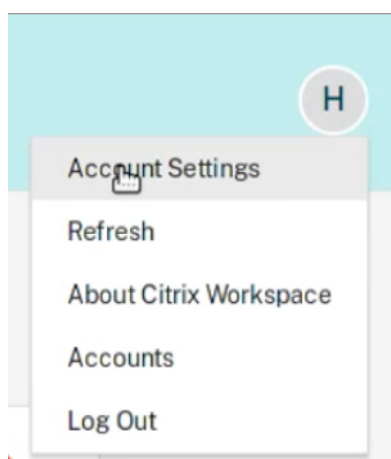 H
Account Settings
Refresh
About Citrix Workspace
Accounts
Log Out